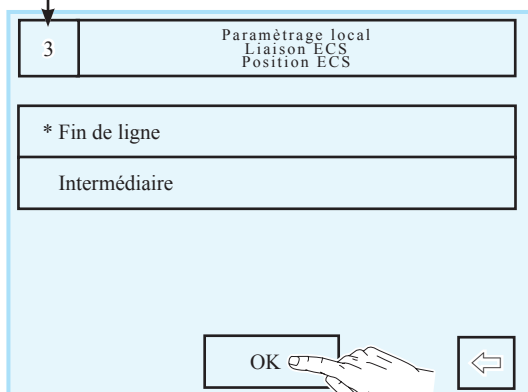 3
Paramètrage local
Liaison ECS
Position ECS
* Fin de ligne
Intermédiaire
OK